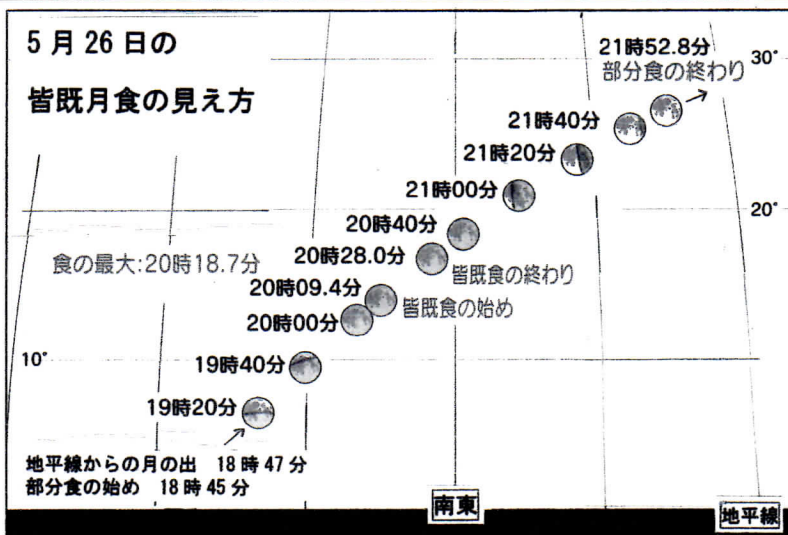 5月26日の
皆既月食の見え方
21時52.8分
部分食の終わり
30°
21時40分
21時20分
21時00分
20°
20時40分
食の最大:20時18.7分
20時28.0分
皆既食の終わり
20時09.4分
皆既食の始め
20時00分
10°
19時40分
19時20分
地平線からの月の出 18時47分
部分食の始め 18時45分
南東
地平線